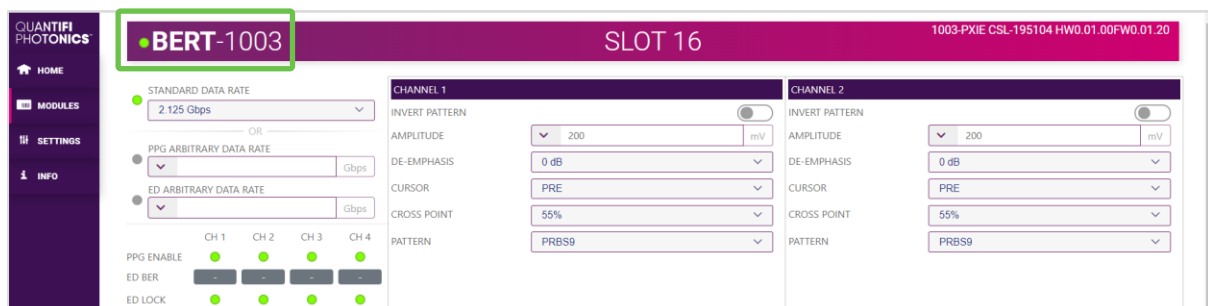 QUANTIFI
PHOTONICS™
HOME
MODULES
SETTINGS
INFO
BERT-1003
SLOT 16
1003-PXIE CSL-195104 HW0.01.00FW0.01.20
STANDARD DATA RATE
2.125 Gbps
OR
PPG ARBITRARY DATA RATE
Gbps
ED ARBITRARY DATA RATE
Gbps
CH 1 CH 2 CH 3 CH 4
PPG ENABLE
ED BER - - - -
ED LOCK
CHANNEL 1
INVERT PATTERN
AMPLITUDE 200 mV
DE-EMPHASIS 0 dB
CURSOR PRE
CROSS POINT 55%
PATTERN PRBS9
CHANNEL 2
INVERT PATTERN
AMPLITUDE 200 mV
DE-EMPHASIS 0 dB
CURSOR PRE
CROSS POINT 55%
PATTERN PRBS9